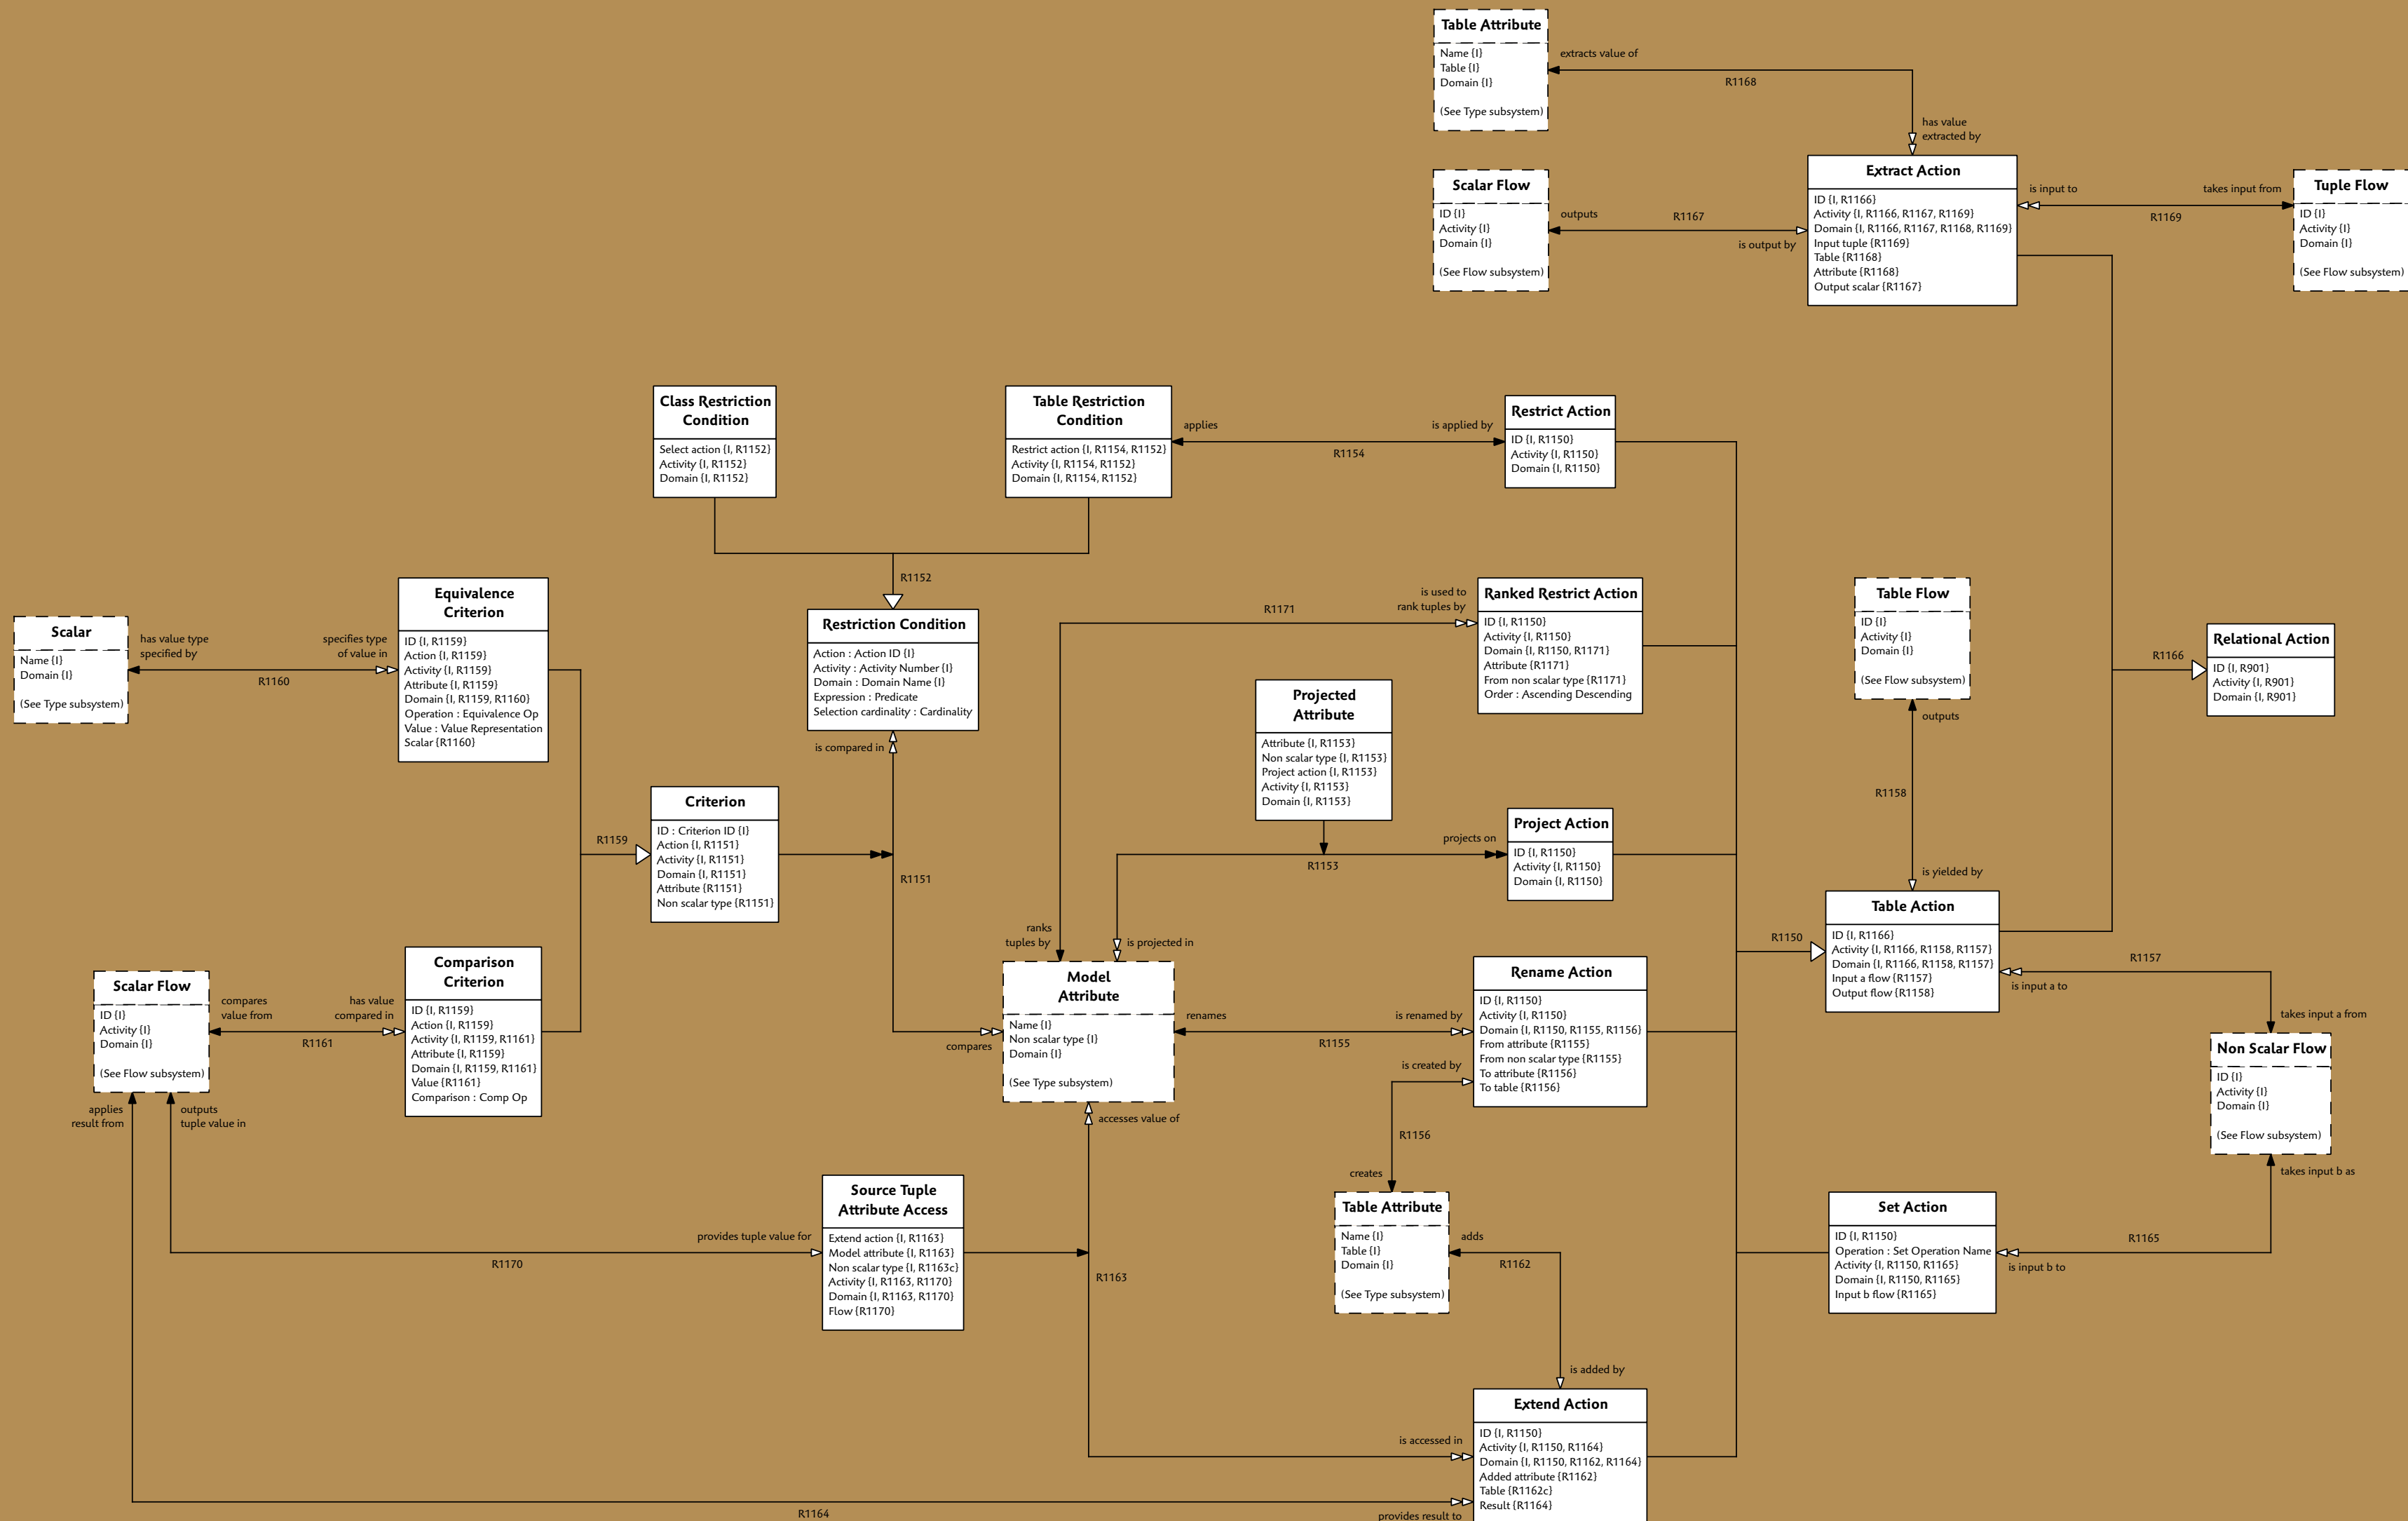 Table Attribute
Name {I}
Table {I}
Domain {I}
(See Type subsystem)
extracts value of
R1168
has value
extracted by
Scalar Flow
ID {I}
Activity {I}
Domain {I}
(See Flow subsystem)
outputs
R1167
is output by
Extract Action
ID {I, R1166}
Activity {I, R1166, R1167, R1169}
Domain {I, R1166, R1167, R1168, R1169}
Input tuple {R1169}
Table {R1168}
Attribute {R1168}
Output scalar {R1167}
is input to
takes input from
R1169
Tuple Flow
ID {I}
Activity {I}
Domain {I}
(See Flow subsystem)
Class Restriction
Condition
Select action {I, R1152}
Activity {I, R1152}
Domain {I, R1152}
Table Restriction
Condition
Restrict action {I, R1154, R1152}
Activity {I, R1154, R1152}
Domain {I, R1154, R1152}
applies
is applied by
R1154
Restrict Action
ID {I, R1150}
Activity {I, R1150}
Domain {I, R1150}
R1152
Scalar
Name {I}
Domain {I}
(See Type subsystem)
has value type
specified by
specifies type
of value in
R1160
Equivalence
Criterion
ID {I, R1159}
Action {I, R1159}
Activity {I, R1159}
Attribute {I, R1159}
Domain {I, R1159, R1160}
Operation : Equivalence Op
Value : Value Representation
Scalar {R1160}
Restriction Condition
Action : Action ID {I}
Activity : Activity Number {I}
Domain : Domain Name {I}
Expression : Predicate
Selection cardinality : Cardinality
is compared in
R1171
is used to
rank tuples by
Ranked Restrict Action
ID {I, R1150}
Activity {I, R1150}
Domain {I, R1150, R1171}
Attribute {R1171}
From non scalar type {R1171}
Order : Ascending Descending
Table Flow
ID {I}
Activity {I}
Domain {I}
(See Flow subsystem)
outputs
R1158
is yielded by
R1166
Relational Action
ID {I, R901}
Activity {I, R901}
Domain {I, R901}
Projected
Attribute
Attribute {I, R1153}
Non scalar type {I, R1153}
Project action {I, R1153}
Activity {I, R1153}
Domain {I, R1153}
R1159
Criterion
ID : Criterion ID {I}
Action {I, R1151}
Activity {I, R1151}
Domain {I, R1151}
Attribute {R1151}
Non scalar type {R1151}
R1151
projects on
R1153
Project Action
ID {I, R1150}
Activity {I, R1150}
Domain {I, R1150}
ranks
tuples by
is projected in
R1150
Table Action
ID {I, R1166}
Activity {I, R1166, R1158, R1157}
Domain {I, R1166, R1158, R1157}
Input a flow {R1157}
Output flow {R1158}
R1157
is input a to
takes input a from
Scalar Flow
ID {I}
Activity {I}
Domain {I}
(See Flow subsystem)
compares
value from
has value
compared in
R1161
Comparison
Criterion
ID {I, R1159}
Action {I, R1159}
Activity {I, R1159, R1161}
Attribute {I, R1159}
Domain {I, R1159, R1161}
Value {R1161}
Comparison : Comp Op
compares
Model
Attribute
Name {I}
Non scalar type {I}
Domain {I}
(See Type subsystem)
renames
is renamed by
R1155
Rename Action
ID {I, R1150}
Activity {I, R1150}
Domain {I, R1150, R1155, R1156}
From attribute {R1155}
From non scalar type {R1155}
To attribute {R1156}
To table {R1156}
is created by
R1156
creates
Non Scalar Flow
ID {I}
Activity {I}
Domain {I}
(See Flow subsystem)
takes input b as
applies
result from
outputs
tuple value in
accesses value of
provides tuple value for
R1170
Source Tuple
Attribute Access
Extend action {I, R1163}
Model attribute {I, R1163}
Non scalar type {I, R1163c}
Activity {I, R1163, R1170}
Domain {I, R1163, R1170}
Flow {R1170}
R1163
Table Attribute
Name {I}
Table {I}
Domain {I}
(See Type subsystem)
adds
R1162
is added by
Set Action
ID {I, R1150}
Operation : Set Operation Name
Activity {I, R1150, R1165}
Domain {I, R1150, R1165}
Input b flow {R1165}
R1165
is input b to
is accessed in
Extend Action
ID {I, R1150}
Activity {I, R1150, R1164}
Domain {I, R1150, R1162, R1164}
Added attribute {R1162}
Table {R1162c}
Result {R1164}
R1164
provides result to